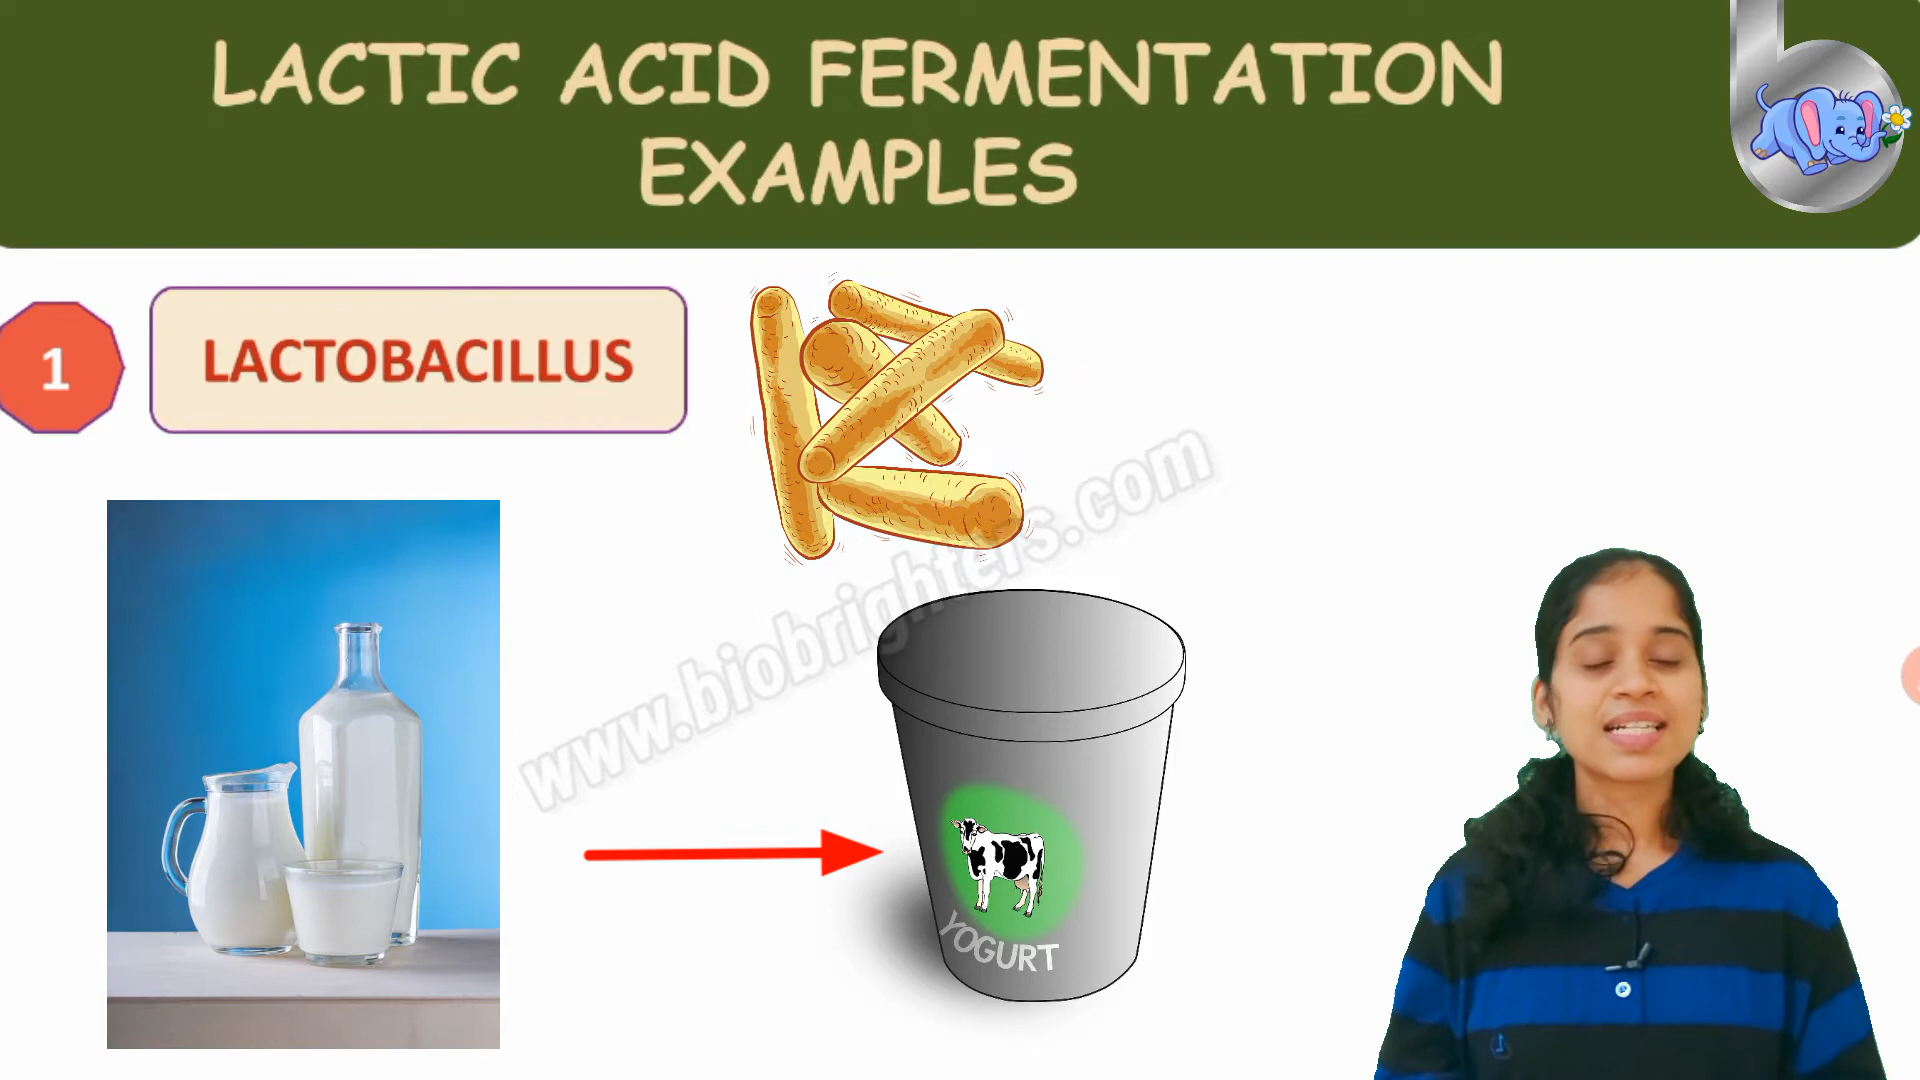 LACTIC ACID FERMENTATION
EXAMPLES
1
LACTOBACILLUS
www.biobrighters.com
YOGURT